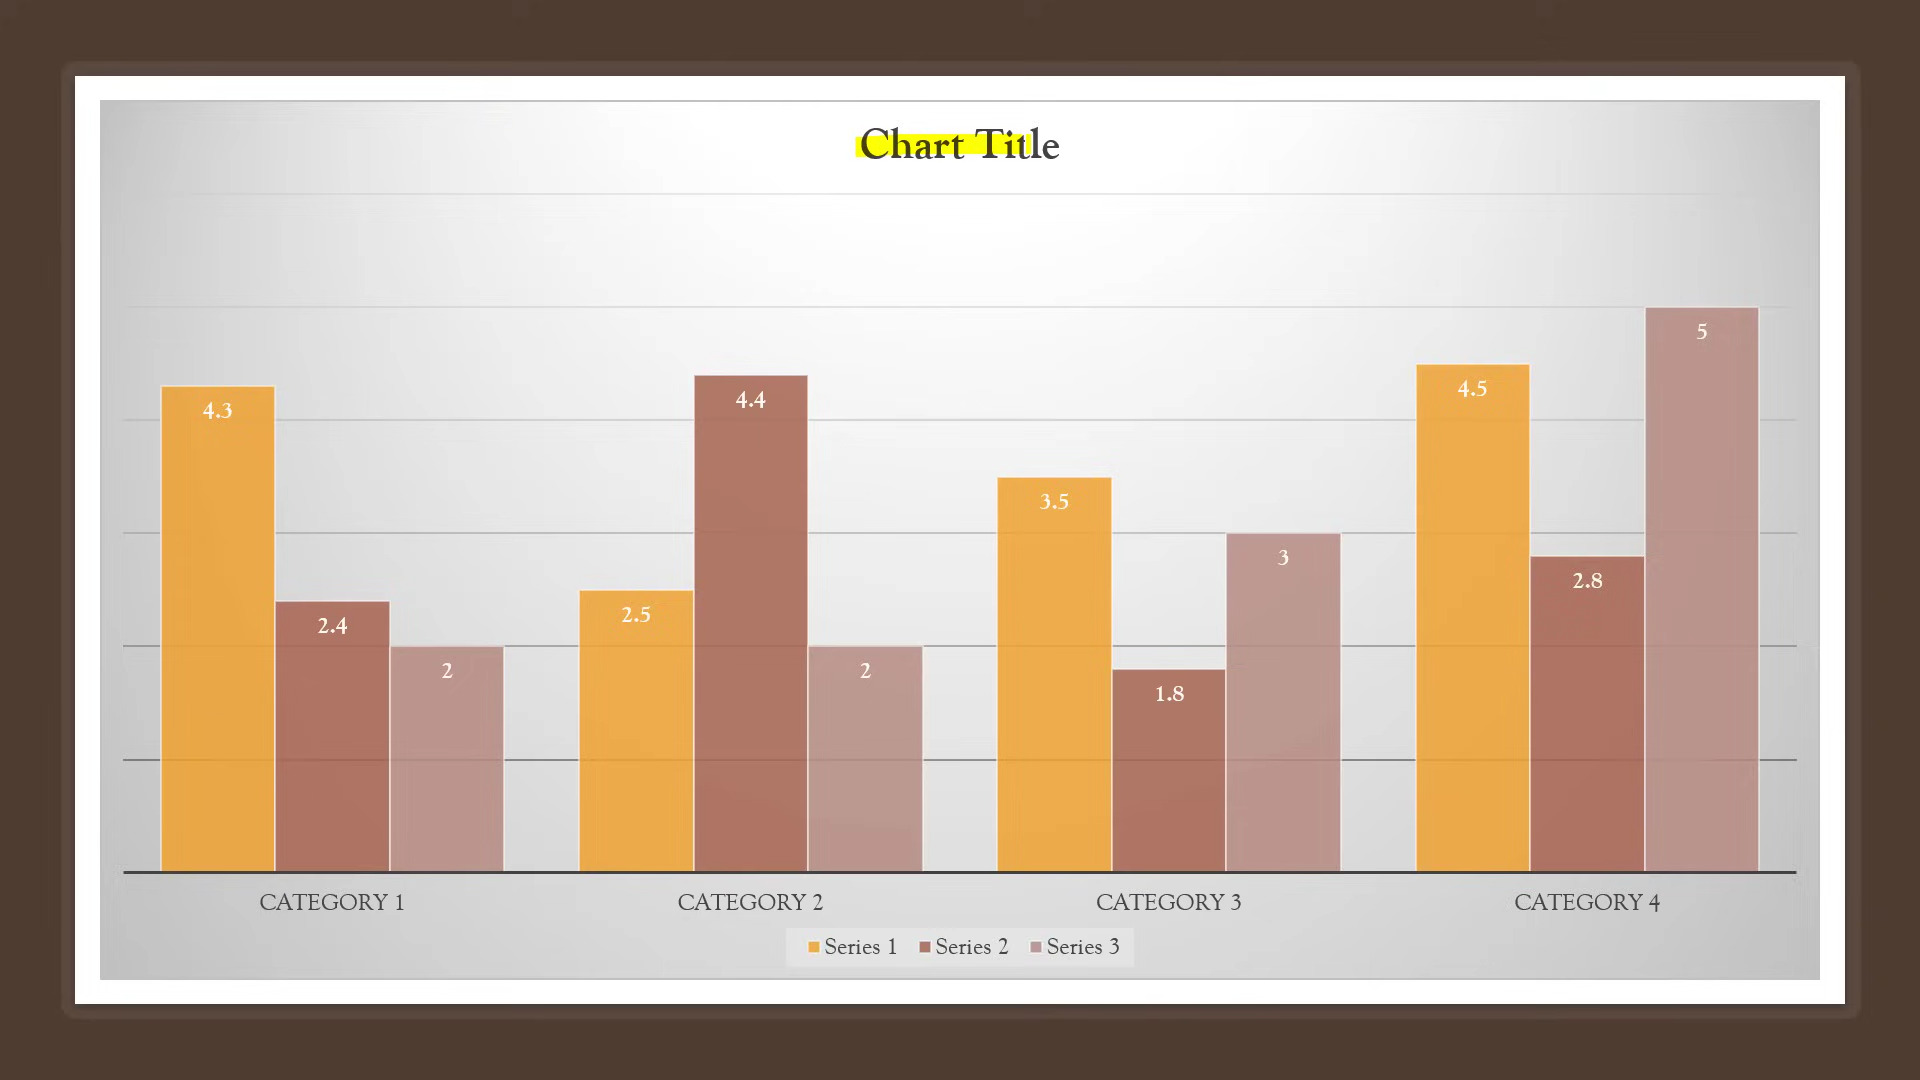 Chart Title
4.3
2.4
2
2.5
4.4
2
3.5
1.8
3
4.5
2.8
5
CATEGORY 1
CATEGORY 2
CATEGORY 3
CATEGORY 4
Series 1 Series 2 Series 3